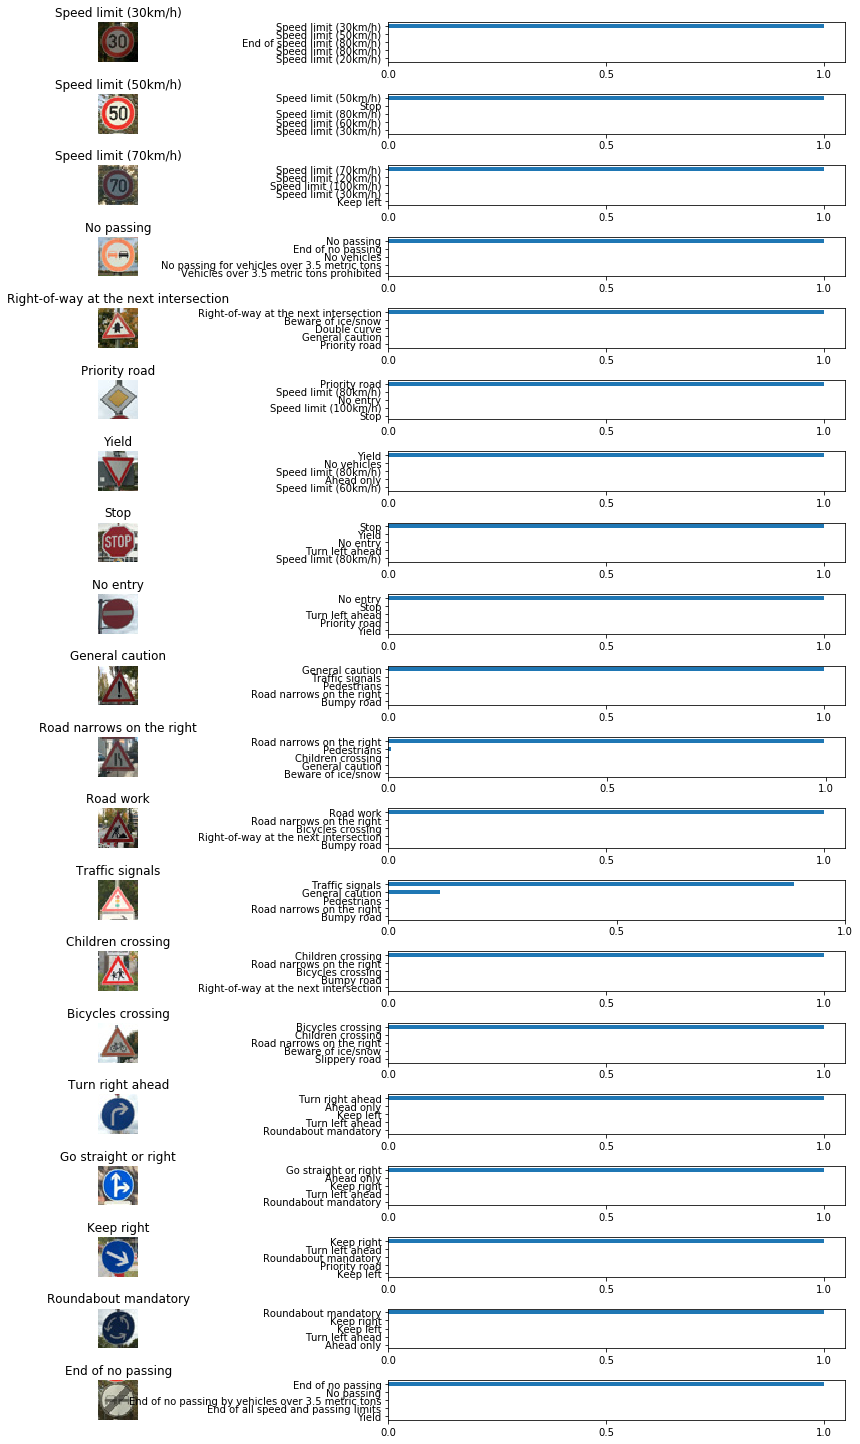 Speed limit (30km/h)
30
Speed limit (30km/h)
Speed limit (50km/h)
End of speed limit (80km/h)
Speed limit (80km/h)
Speed limit (20km/h)
0.0 0.5 1.0
Speed limit (50km/h)
50
Speed limit (50km/h)
Stop
Speed limit (80km/h)
Speed limit (60km/h)
Speed limit (30km/h)
0.0 0.5 1.0
Speed limit (70km/h)
70
Speed limit (70km/h)
Speed limit (20km/h)
Speed limit (100km/h)
Speed limit (30km/h)
Keep left
0.0 0.5 1.0
No passing
No passing
End of no passing
No vehicles
No passing for vehicles over 3.5 metric tons
Vehicles over 3.5 metric tons prohibited
0.0 0.5 1.0
Right-of-way at the next intersection
Right-of-way at the next intersection
Beware of ice/snow
Double curve
General caution
Priority road
0.0 0.5 1.0
Priority road
Priority road
Speed limit (80km/h)
No entry
Speed limit (100km/h)
Stop
0.0 0.5 1.0
Yield
Yield
No vehicles
Speed limit (80km/h)
Ahead only
Speed limit (60km/h)
0.0 0.5 1.0
Stop
STOP
Stop
Yield
No entry
Turn left ahead
Speed limit (80km/h)
0.0 0.5 1.0
No entry
No entry
Stop
Turn left ahead
Priority road
Yield
0.0 0.5 1.0
General caution
General caution
Traffic signals
Pedestrians
Road narrows on the right
Bumpy road
0.0 0.5 1.0
Road narrows on the right
Road narrows on the right
Pedestrians
Children crossing
General caution
Beware of ice/snow
0.0 0.5 1.0
Road work
Road work
Road narrows on the right
Bicycles crossing
Right-of-way at the next intersection
Bumpy road
0.0 0.5 1.0
Traffic signals
Traffic signals
General caution
Pedestrians
Road narrows on the right
Bumpy road
0.0 0.5 1.0
Children crossing
Children crossing
Road narrows on the right
Bicycles crossing
Bumpy road
Right-of-way at the next intersection
0.0 0.5 1.0
Bicycles crossing
Bicycles crossing
Children crossing
Road narrows on the right
Beware of ice/snow
Slippery road
0.0 0.5 1.0
Turn right ahead
Turn right ahead
Ahead only
Keep left
Turn left ahead
Roundabout mandatory
0.0 0.5 1.0
Go straight or right
Go straight or right
Ahead only
Keep right
Turn left ahead
Roundabout mandatory
0.0 0.5 1.0
Keep right
Keep right
Turn left ahead
Roundabout mandatory
Priority road
Keep left
0.0 0.5 1.0
Roundabout mandatory
Roundabout mandatory
Keep right
Keep left
Turn left ahead
Ahead only
0.0 0.5 1.0
End of no passing
End of no passing
No passing
End of no passing by vehicles over 3.5 metric tons
End of all speed and passing limits
Yield
0.0 0.5 1.0